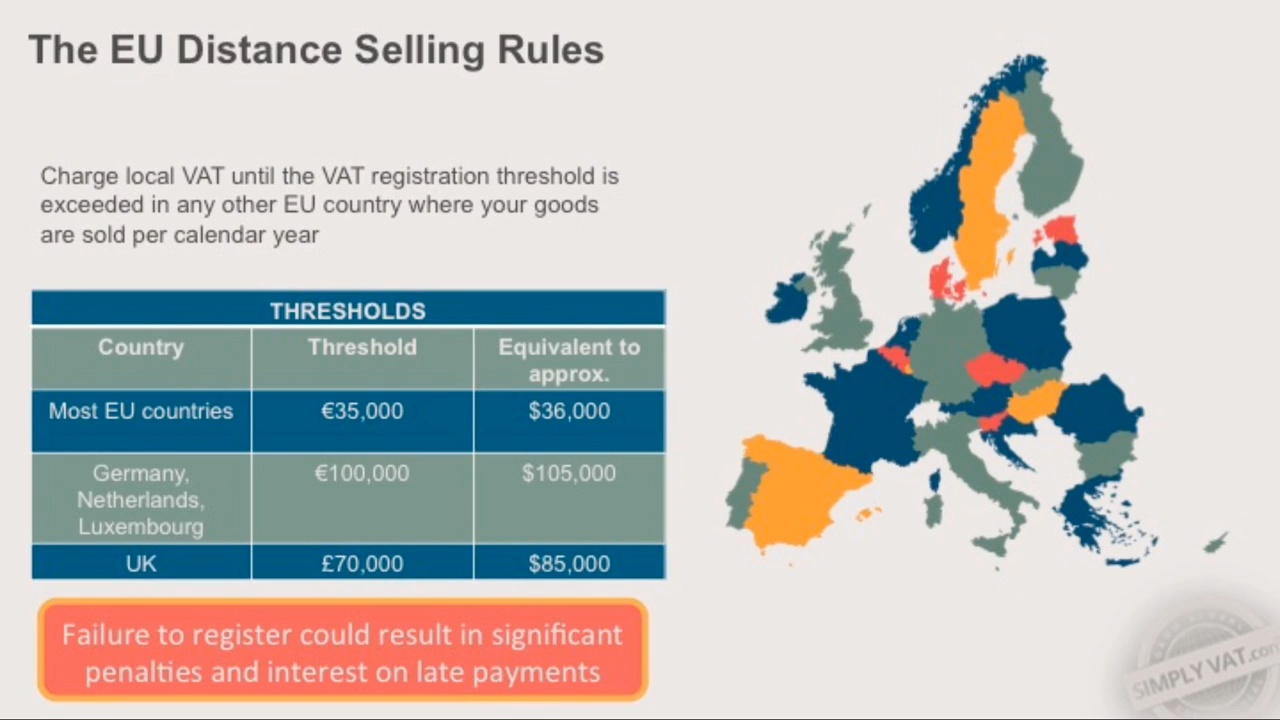 The EU Distance Selling Rules
Charge local VAT until the VAT registration threshold is
exceeded in any other EU country where your goods
are sold per calendar year
THRESHOLDS
Country Threshold Equivalent to
approx.
Most EU countries €35,000 $36,000
Germany, €100,000 $105,000
Netherlands,
Luxembourg
UK £70,000 $85,000
Failure to register could result in significant
penalties and interest on late payments
SIMPLY VAT.com